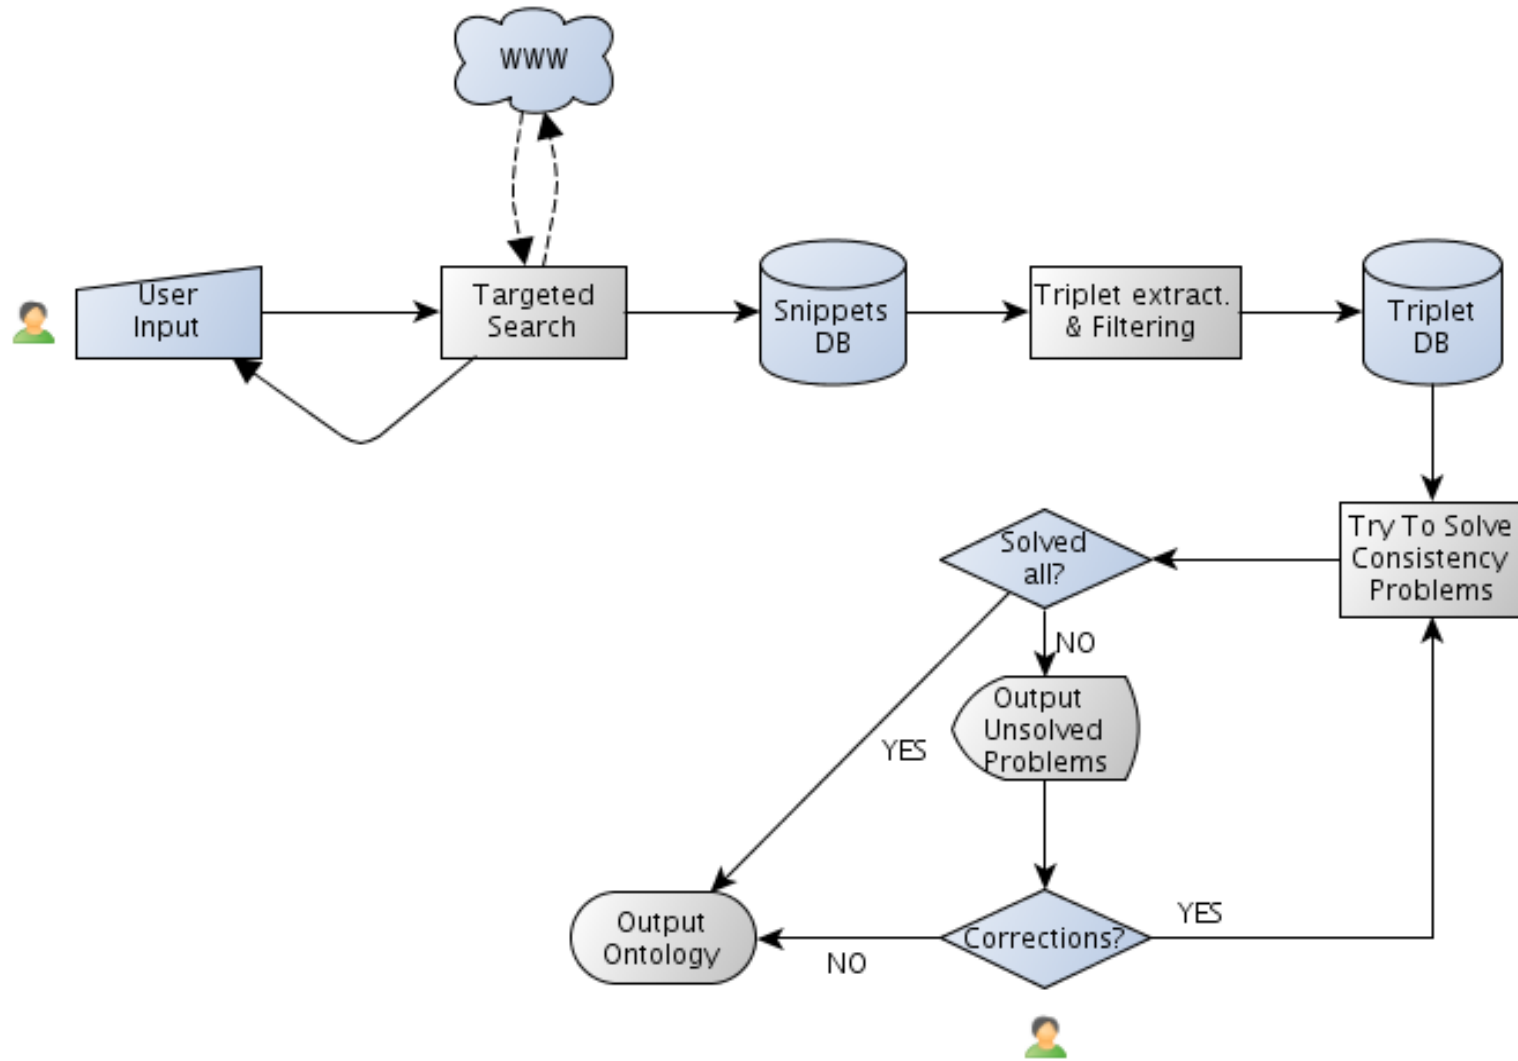 WWW
User
Input
Targeted
Search
Snippets
DB
Triplet extract.
& Filtering
Triplet
DB
Try To Solve
Consistency
Problems
Solved
all?
NO
YES
Output
Unsolved
Problems
Corrections?
YES
NO
Output
Ontology